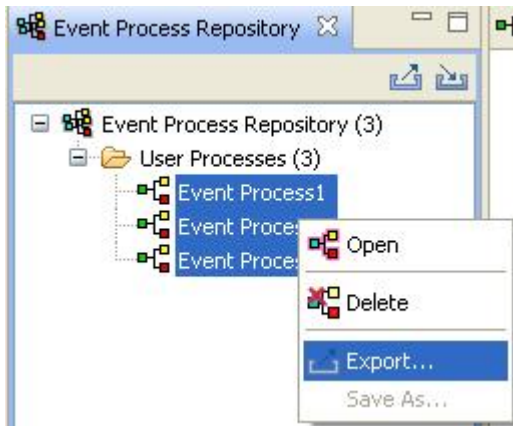 Event Process Repository
Event Process Repository (3)
User Processes (3)
Event Process1
Event Proces
Event Proces
Open
Delete
Export...
Save As...